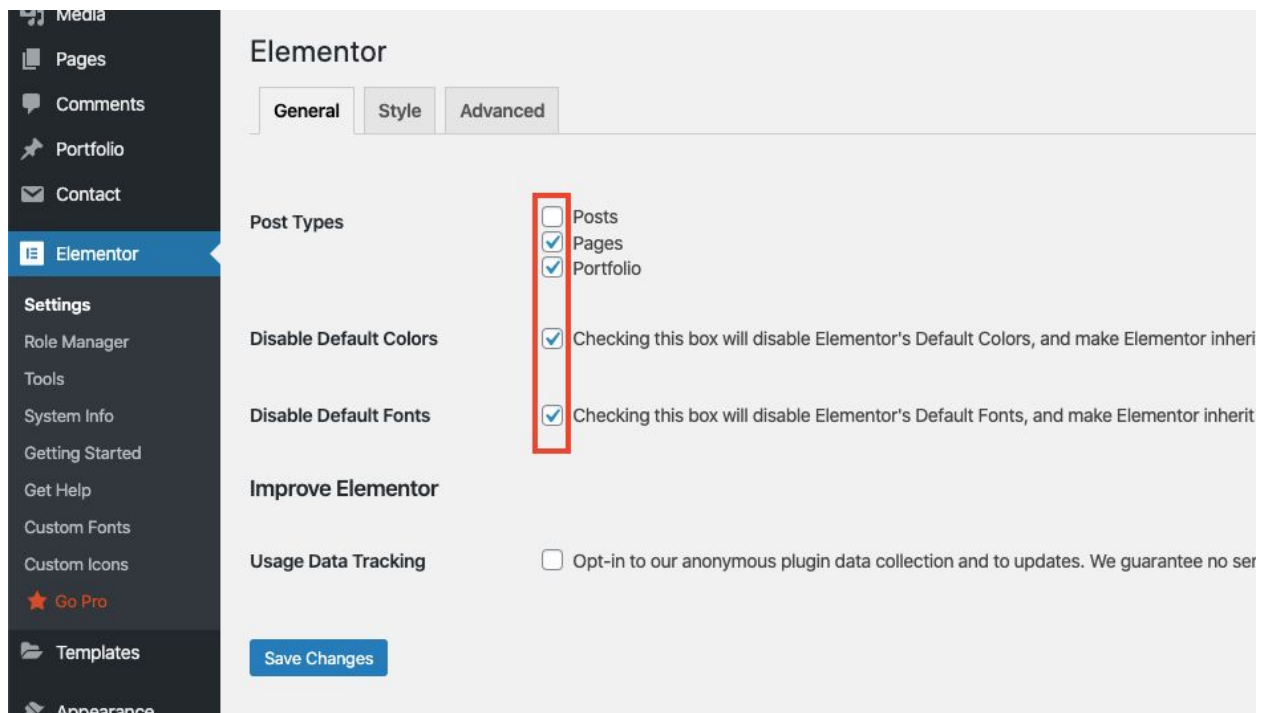 Media
Pages
Comments
Portfolio
Contact
Elementor
Settings
Role Manager
Tools
System Info
Getting Started
Get Help
Custom Fonts
Custom Icons
Go Pro
Templates
Appearance
Elementor
General Style Advanced
Post Types
Posts
Pages
Portfolio
Disable Default Colors Checking this box will disable Elementor's Default Colors, and make Elementor inheri
Disable Default Fonts Checking this box will disable Elementor's Default Fonts, and make Elementor inherit
Improve Elementor
Usage Data Tracking Opt-in to our anonymous plugin data collection and to updates. We guarantee no ser
Save Changes